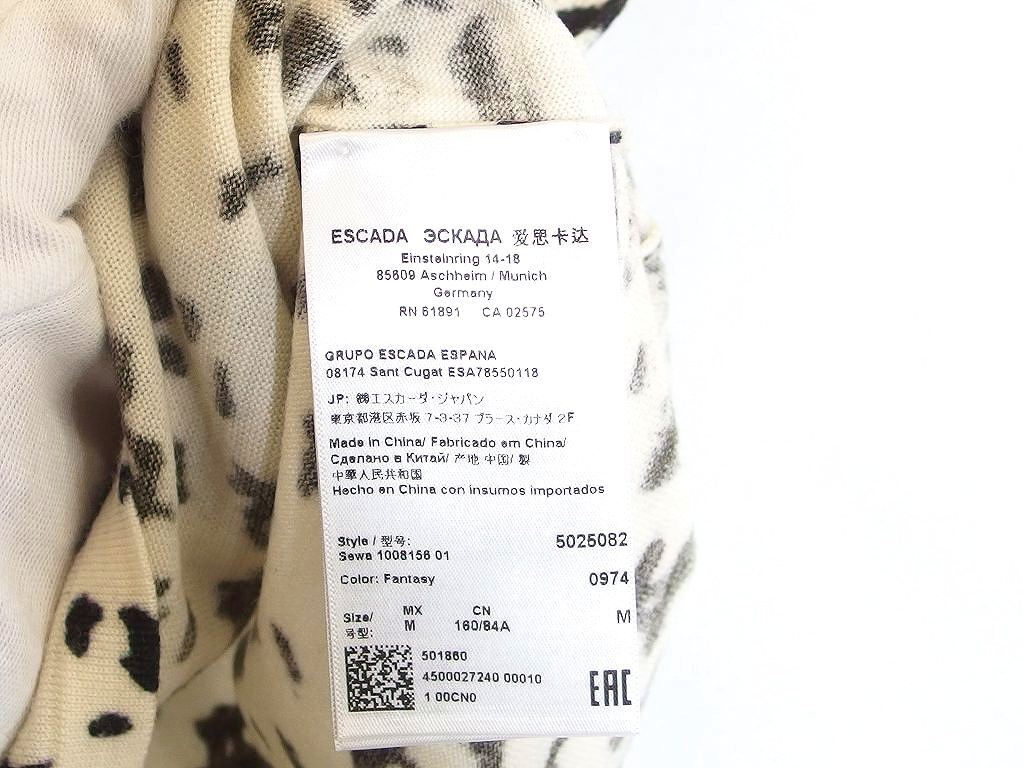 ESCADA ЭСКАДА 爱思卡达
Einsteinring 14-18
85609 Aschheim / Munich
Germany
RN 61891 CA 02575
GRUPO ESCADA ESPANA
08174 Sant Cugat ESA78550118
JP: ㈱エスカーダ・ジャパン
東京都港区赤坂 7-3-37 プラース・カナダ 2F
Made in China/ Fabricado em China/
Сделано в Китай/ 产地 中国/ 製
中華人民共和国
Hecho en China con insumos importados
Style / 型号: 5025082
Sewa 1008156 01
Color: Fantasy 0974
Size/ MX CN M
号型: M 160/84A
501860
4500027240 00010
1 00CN0
EAC